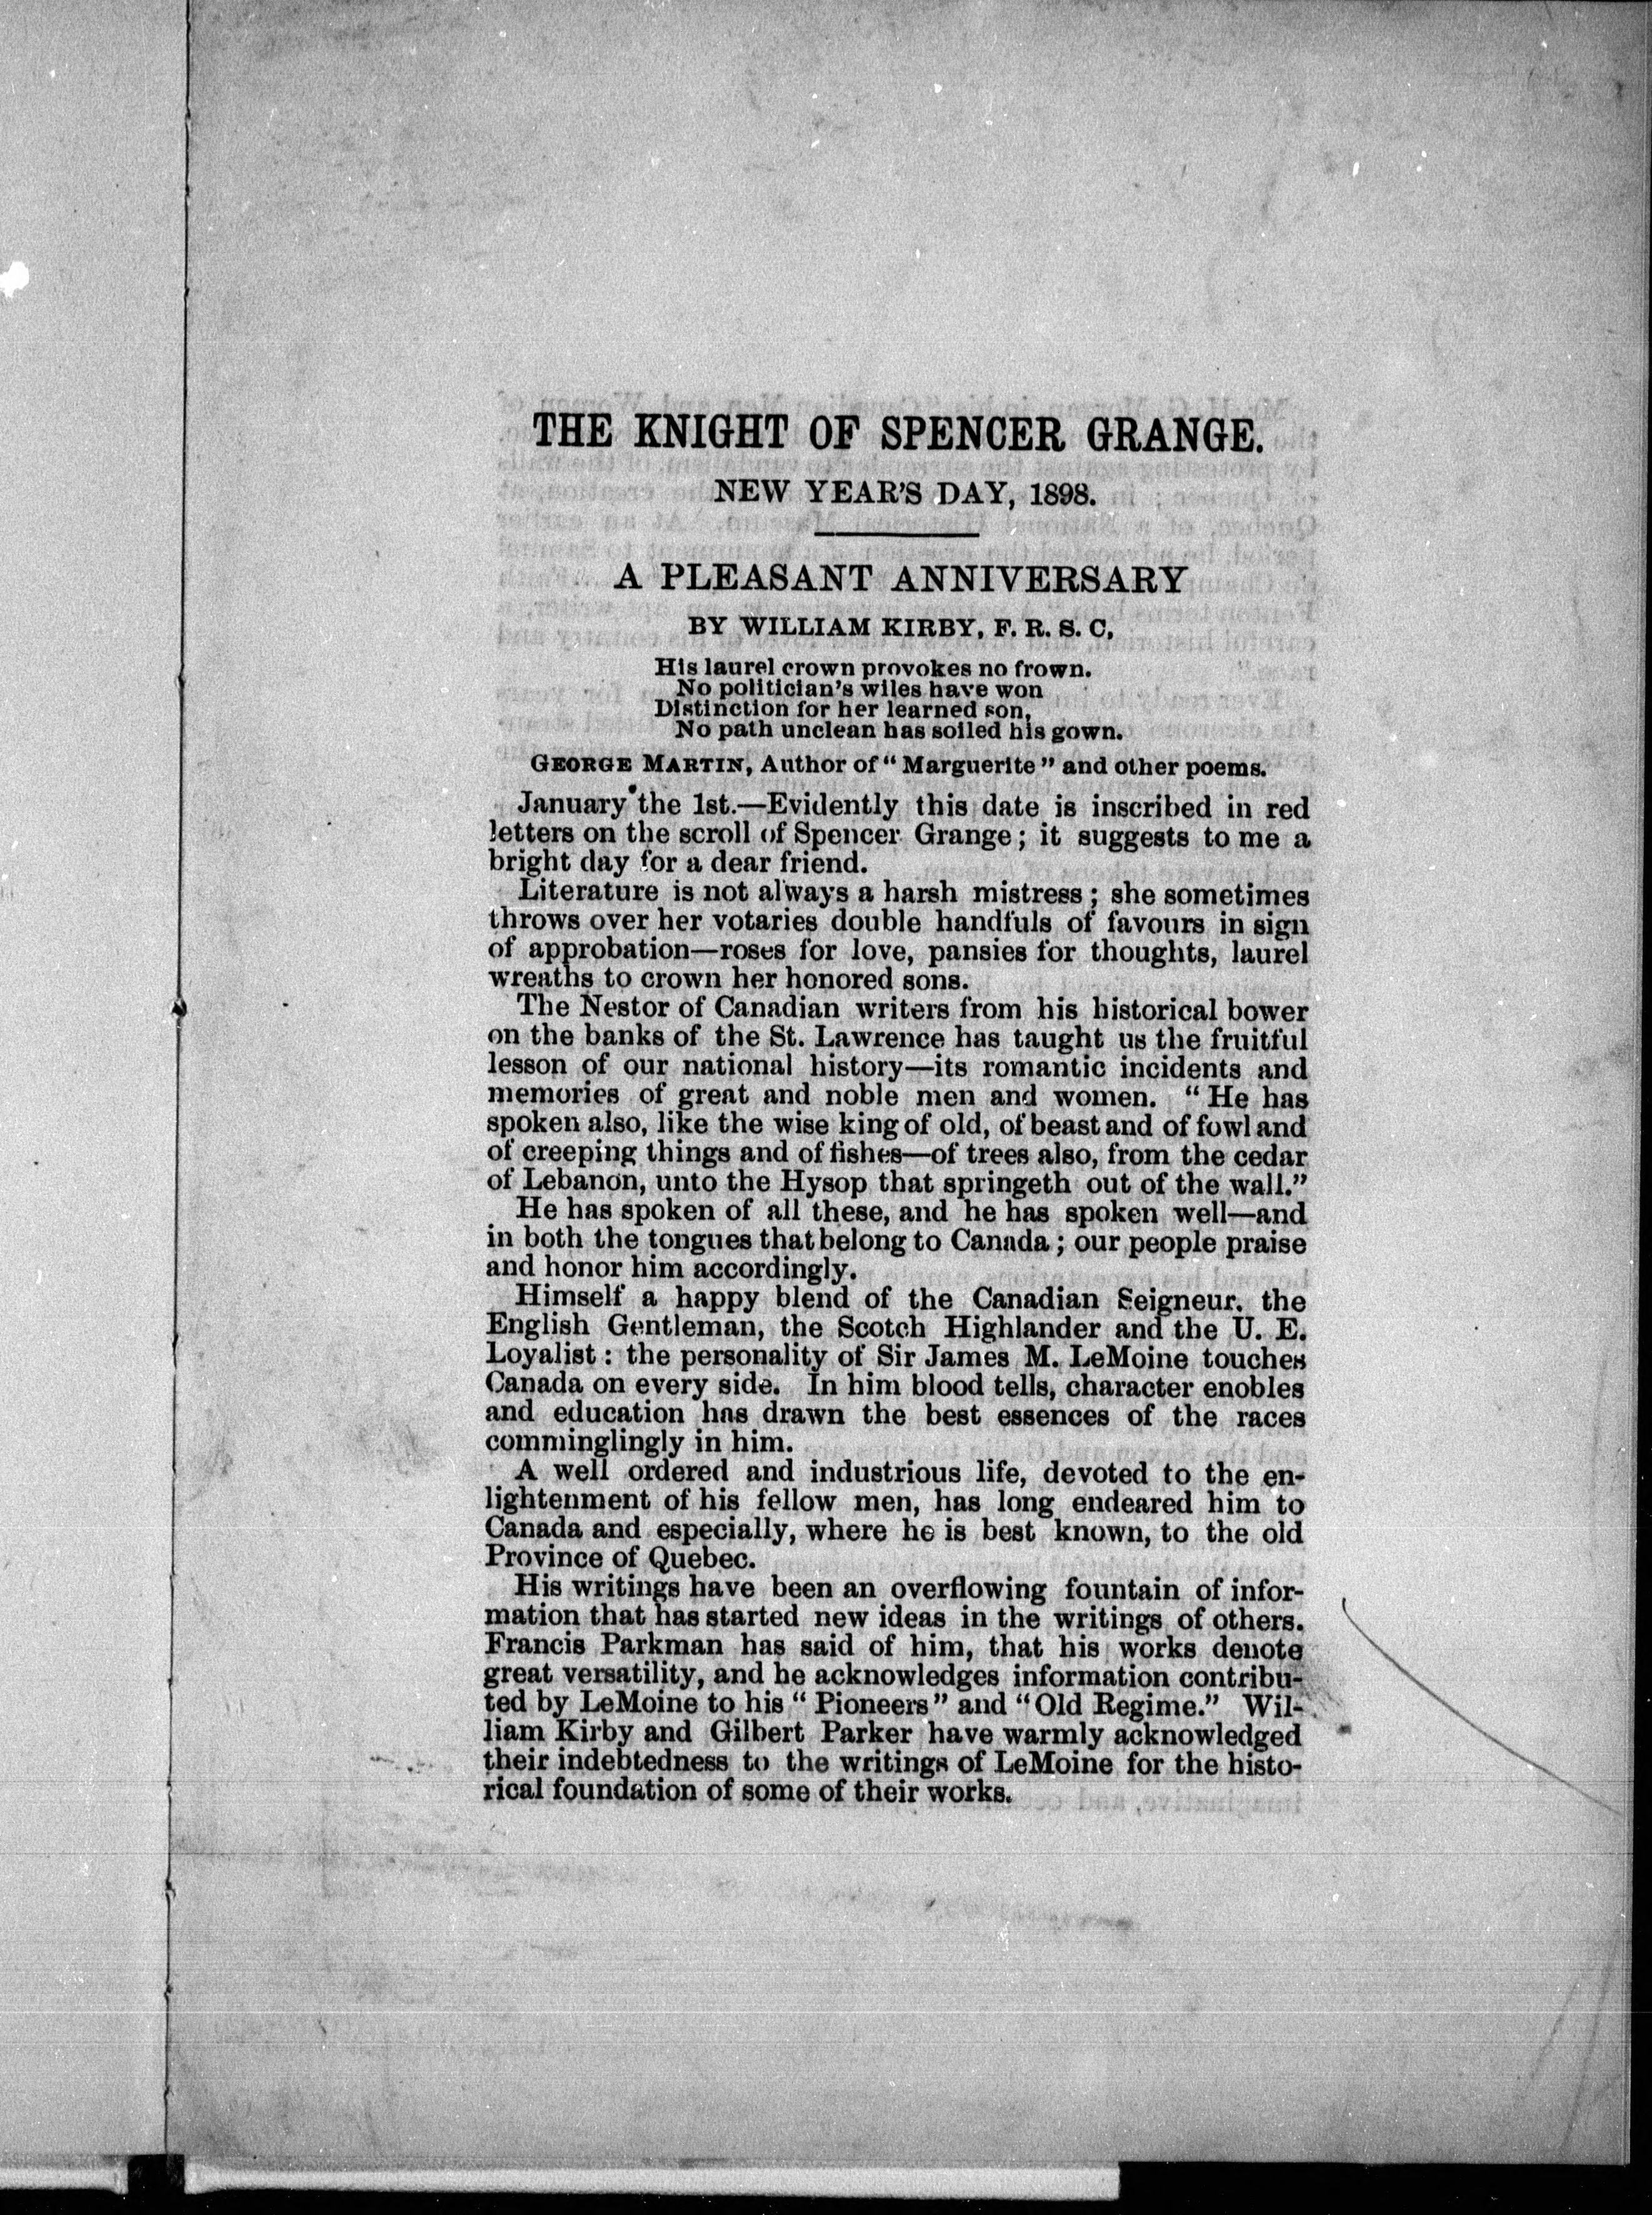 THE KNIGHT OF SPENCER GRANGE.
NEW YEAR'S DAY, 1898.
A PLEASANT ANNIVERSARY
BY WILLIAM KIRBY, F. R. S. C,
His laurel crown provokes no frown.
No politician's wiles have won
Distinction for her learned son,
No path unclean has soiled his gown.
GEORGE MARTIN, Author of "Marguerite" and other poems.
January the 1st.—Evidently this date is inscribed in red
letters on the scroll of Spencer Grange; it suggests to me a
bright day for a dear friend.
Literature is not always a harsh mistress; she sometimes
throws over her votaries double handfuls of favours in sign
of approbation—roses for love, pansies for thoughts, laurel
wreaths to crown her honored sons.
The Nestor of Canadian writers from his historical bower
on the banks of the St. Lawrence has taught us the fruitful
lesson of our national history—its romantic incidents and
memories of great and noble men and women. "He has
spoken also, like the wise king of old, of beast and of fowl and
of creeping things and of fishes—of trees also, from the cedar
of Lebanon, unto the Hysop that springeth out of the wall."
He has spoken of all these, and he has spoken well—and
in both the tongues that belong to Canada; our people praise
and honor him accordingly.
Himself a happy blend of the Canadian Seigneur. the
English Gentleman, the Scotch Highlander and the U. E.
Loyalist: the personality of Sir James M. LeMoine touches
Canada on every side. In him blood tells, character enobles
and education has drawn the best essences of the races
comminglingly in him.
A well ordered and industrious life, devoted to the en-
lightenment of his fellow men, has long endeared him to
Canada and especially, where he is best known, to the old
Province of Quebec.
His writings have been an overflowing fountain of infor-
mation that has started new ideas in the writings of others.
Francis Parkman has said of him, that his works denote
great versatility, and he acknowledges information contribu-
ted by LeMoine to his "Pioneers" and "Old Regime." Wil-
liam Kirby and Gilbert Parker have warmly acknowledged
their indebtedness to the writings of LeMoine for the histo-
rical foundation of some of their works.